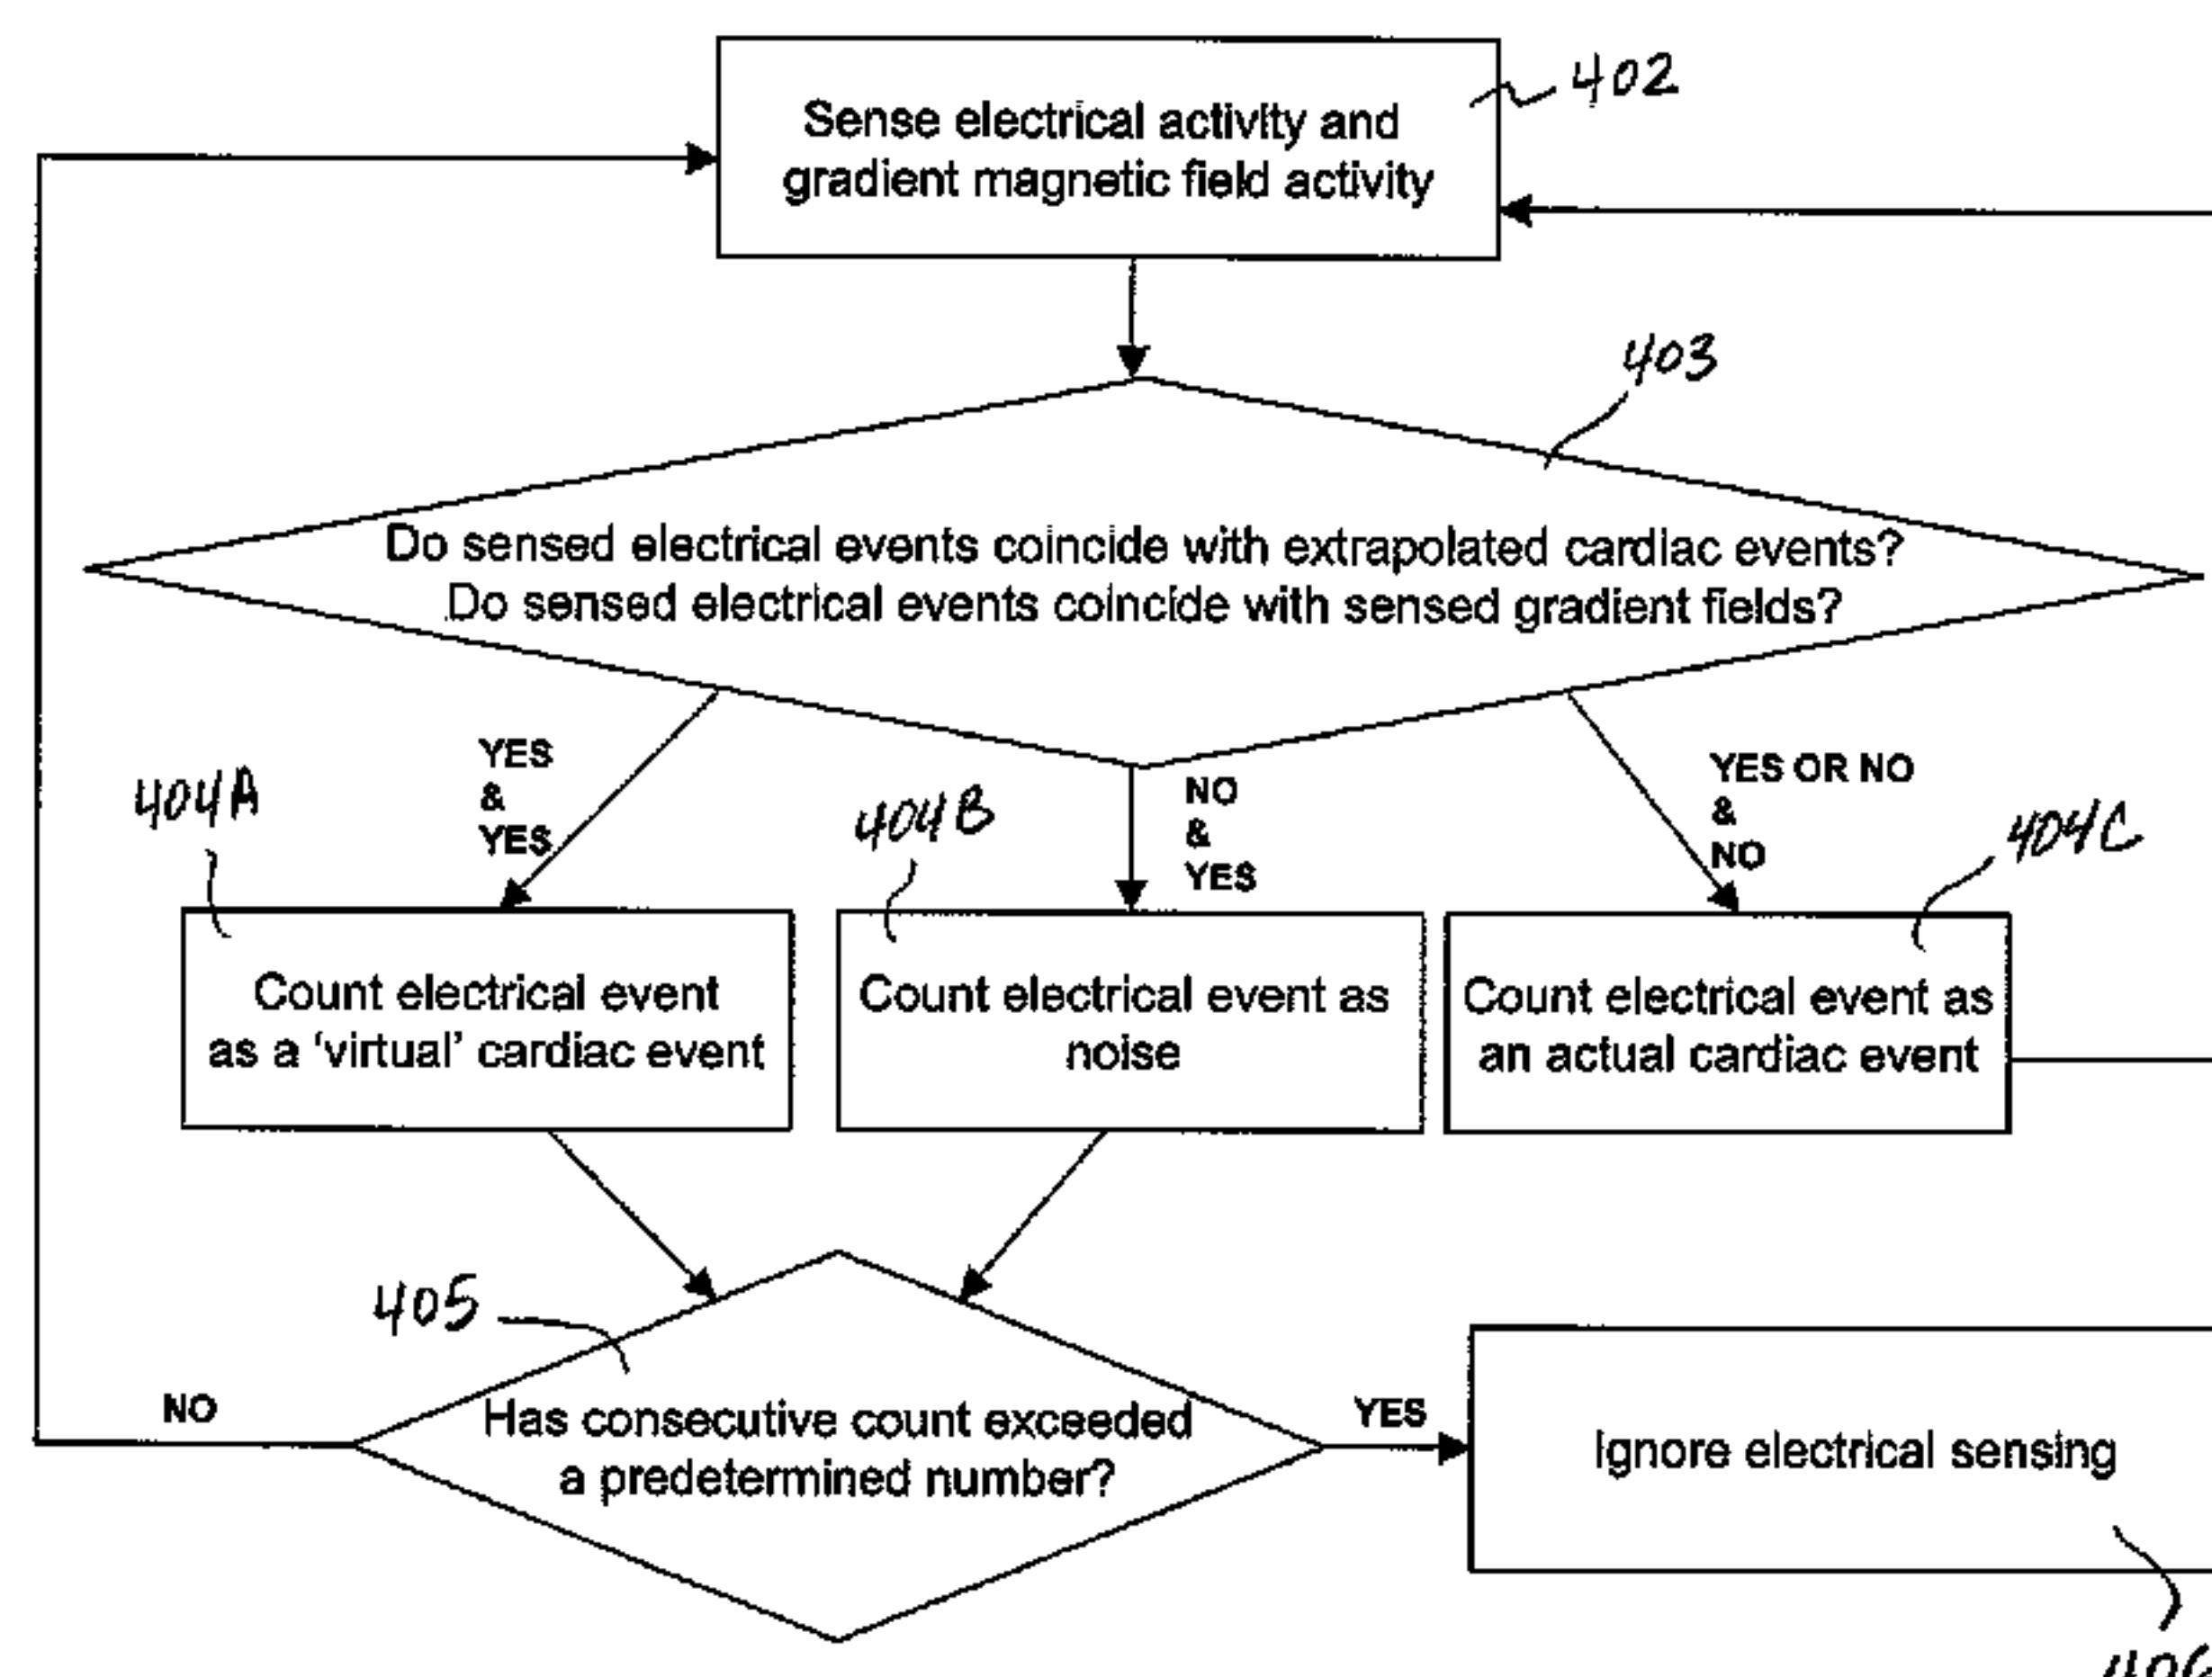 402
Sense electrical activity and
gradient magnetic field activity
403
Do sensed electrical events coincide with extrapolated cardiac events?
Do sensed electrical events coincide with sensed gradient fields?
YES
&
YES
NO
&
YES
YES OR NO
&
NO
404A
404B
404C
Count electrical event
as a ‘virtual’ cardiac event
Count electrical event as
noise
Count electrical event as
an actual cardiac event
405
NO
Has consecutive count exceeded
a predetermined number?
YES
Ignore electrical sensing